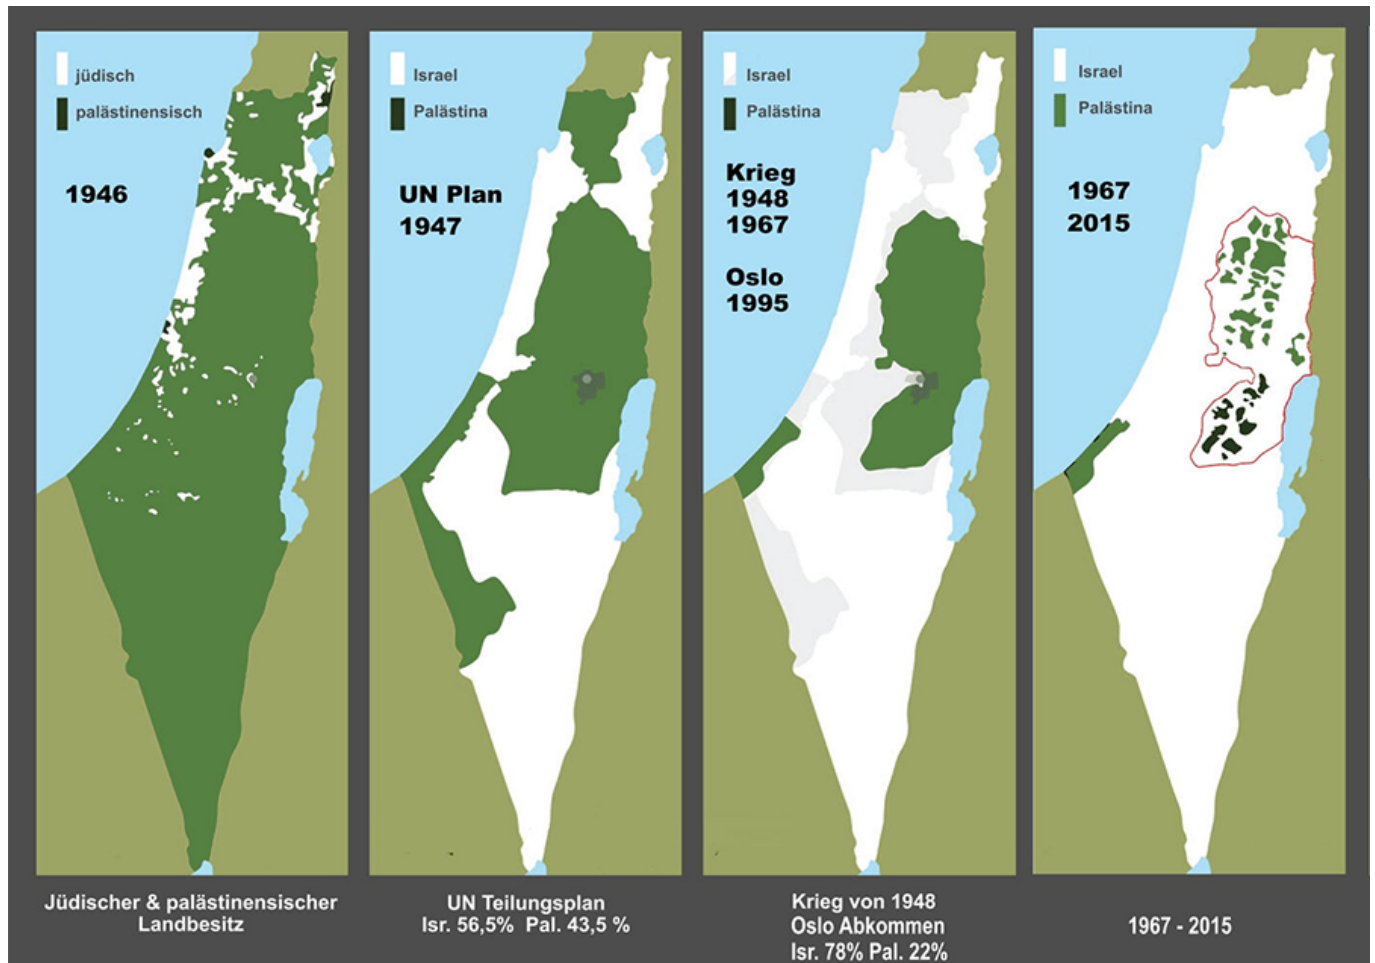 jüdisch
palästinensisch
1946
Jüdischer & palästinensischer
Landbesitz
Israel
Palästina
UN Plan
1947
UN Teilungsplan
Isr. 56,5% Pal. 43,5 %
Israel
Palästina
Krieg
1948
1967
Oslo
1995
Krieg von 1948
Oslo Abkommen
Isr. 78% Pal. 22%
Israel
Palästina
1967
2015
1967 - 2015